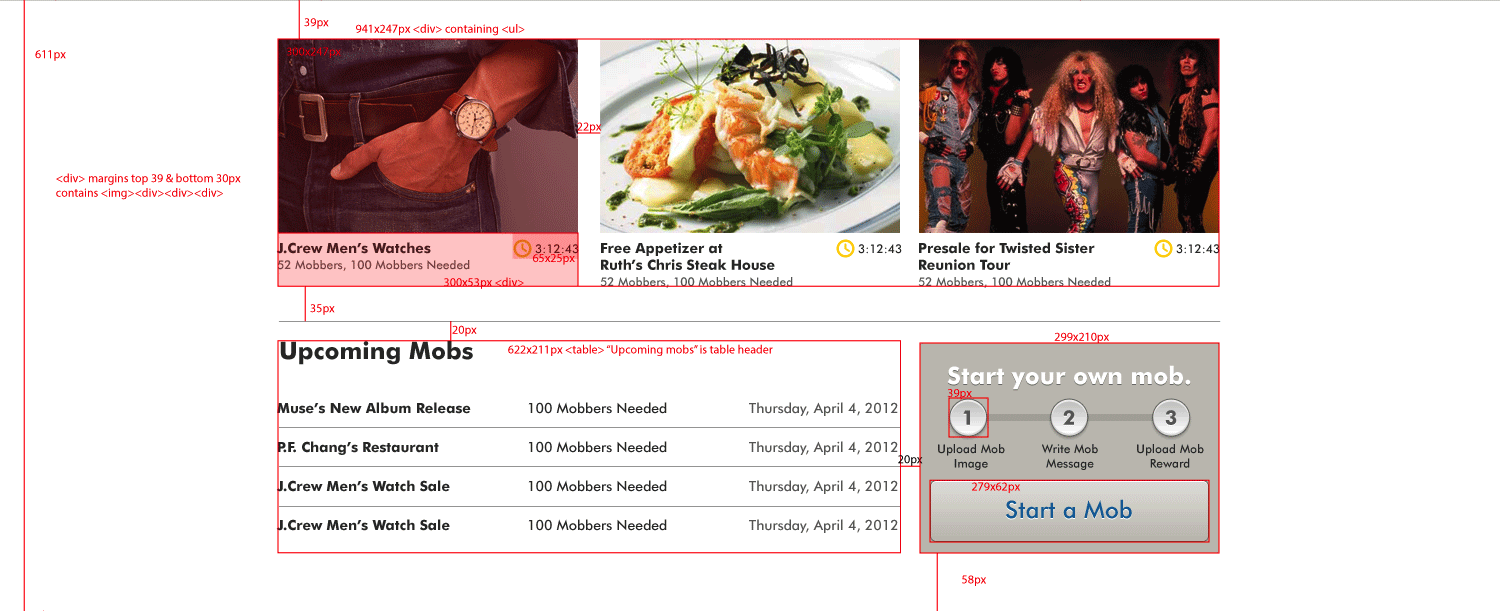 39px
941x247px <div> containing <ul>
611px
300x247px
22px
<div> margins top 39 & bottom 30px
contains <img><div><div><div>
J.Crew Men's Watches
3:12:43
52 Mobbers, 100 Mobbers Needed
65x25px
300x53px <div>
Free Appetizer at
Ruth's Chris Steak House
3:12:43
52 Mobbers, 100 Mobbers Needed
Presale for Twisted Sister
Reunion Tour
3:12:43
52 Mobbers, 100 Mobbers Needed
35px
20px
Upcoming Mobs
622x211px <table> “Upcoming mobs” is table header
Muse's New Album Release 100 Mobbers Needed Thursday, April 4, 2012
P.F. Chang's Restaurant 100 Mobbers Needed Thursday, April 4, 2012
J.Crew Men's Watch Sale 100 Mobbers Needed Thursday, April 4, 2012
J.Crew Men's Watch Sale 100 Mobbers Needed Thursday, April 4, 2012
20px
299x210px
Start your own mob.
39px
1 2 3
Upload Mob
Image
Write Mob
Message
Upload Mob
Reward
279x62px
Start a Mob
58px